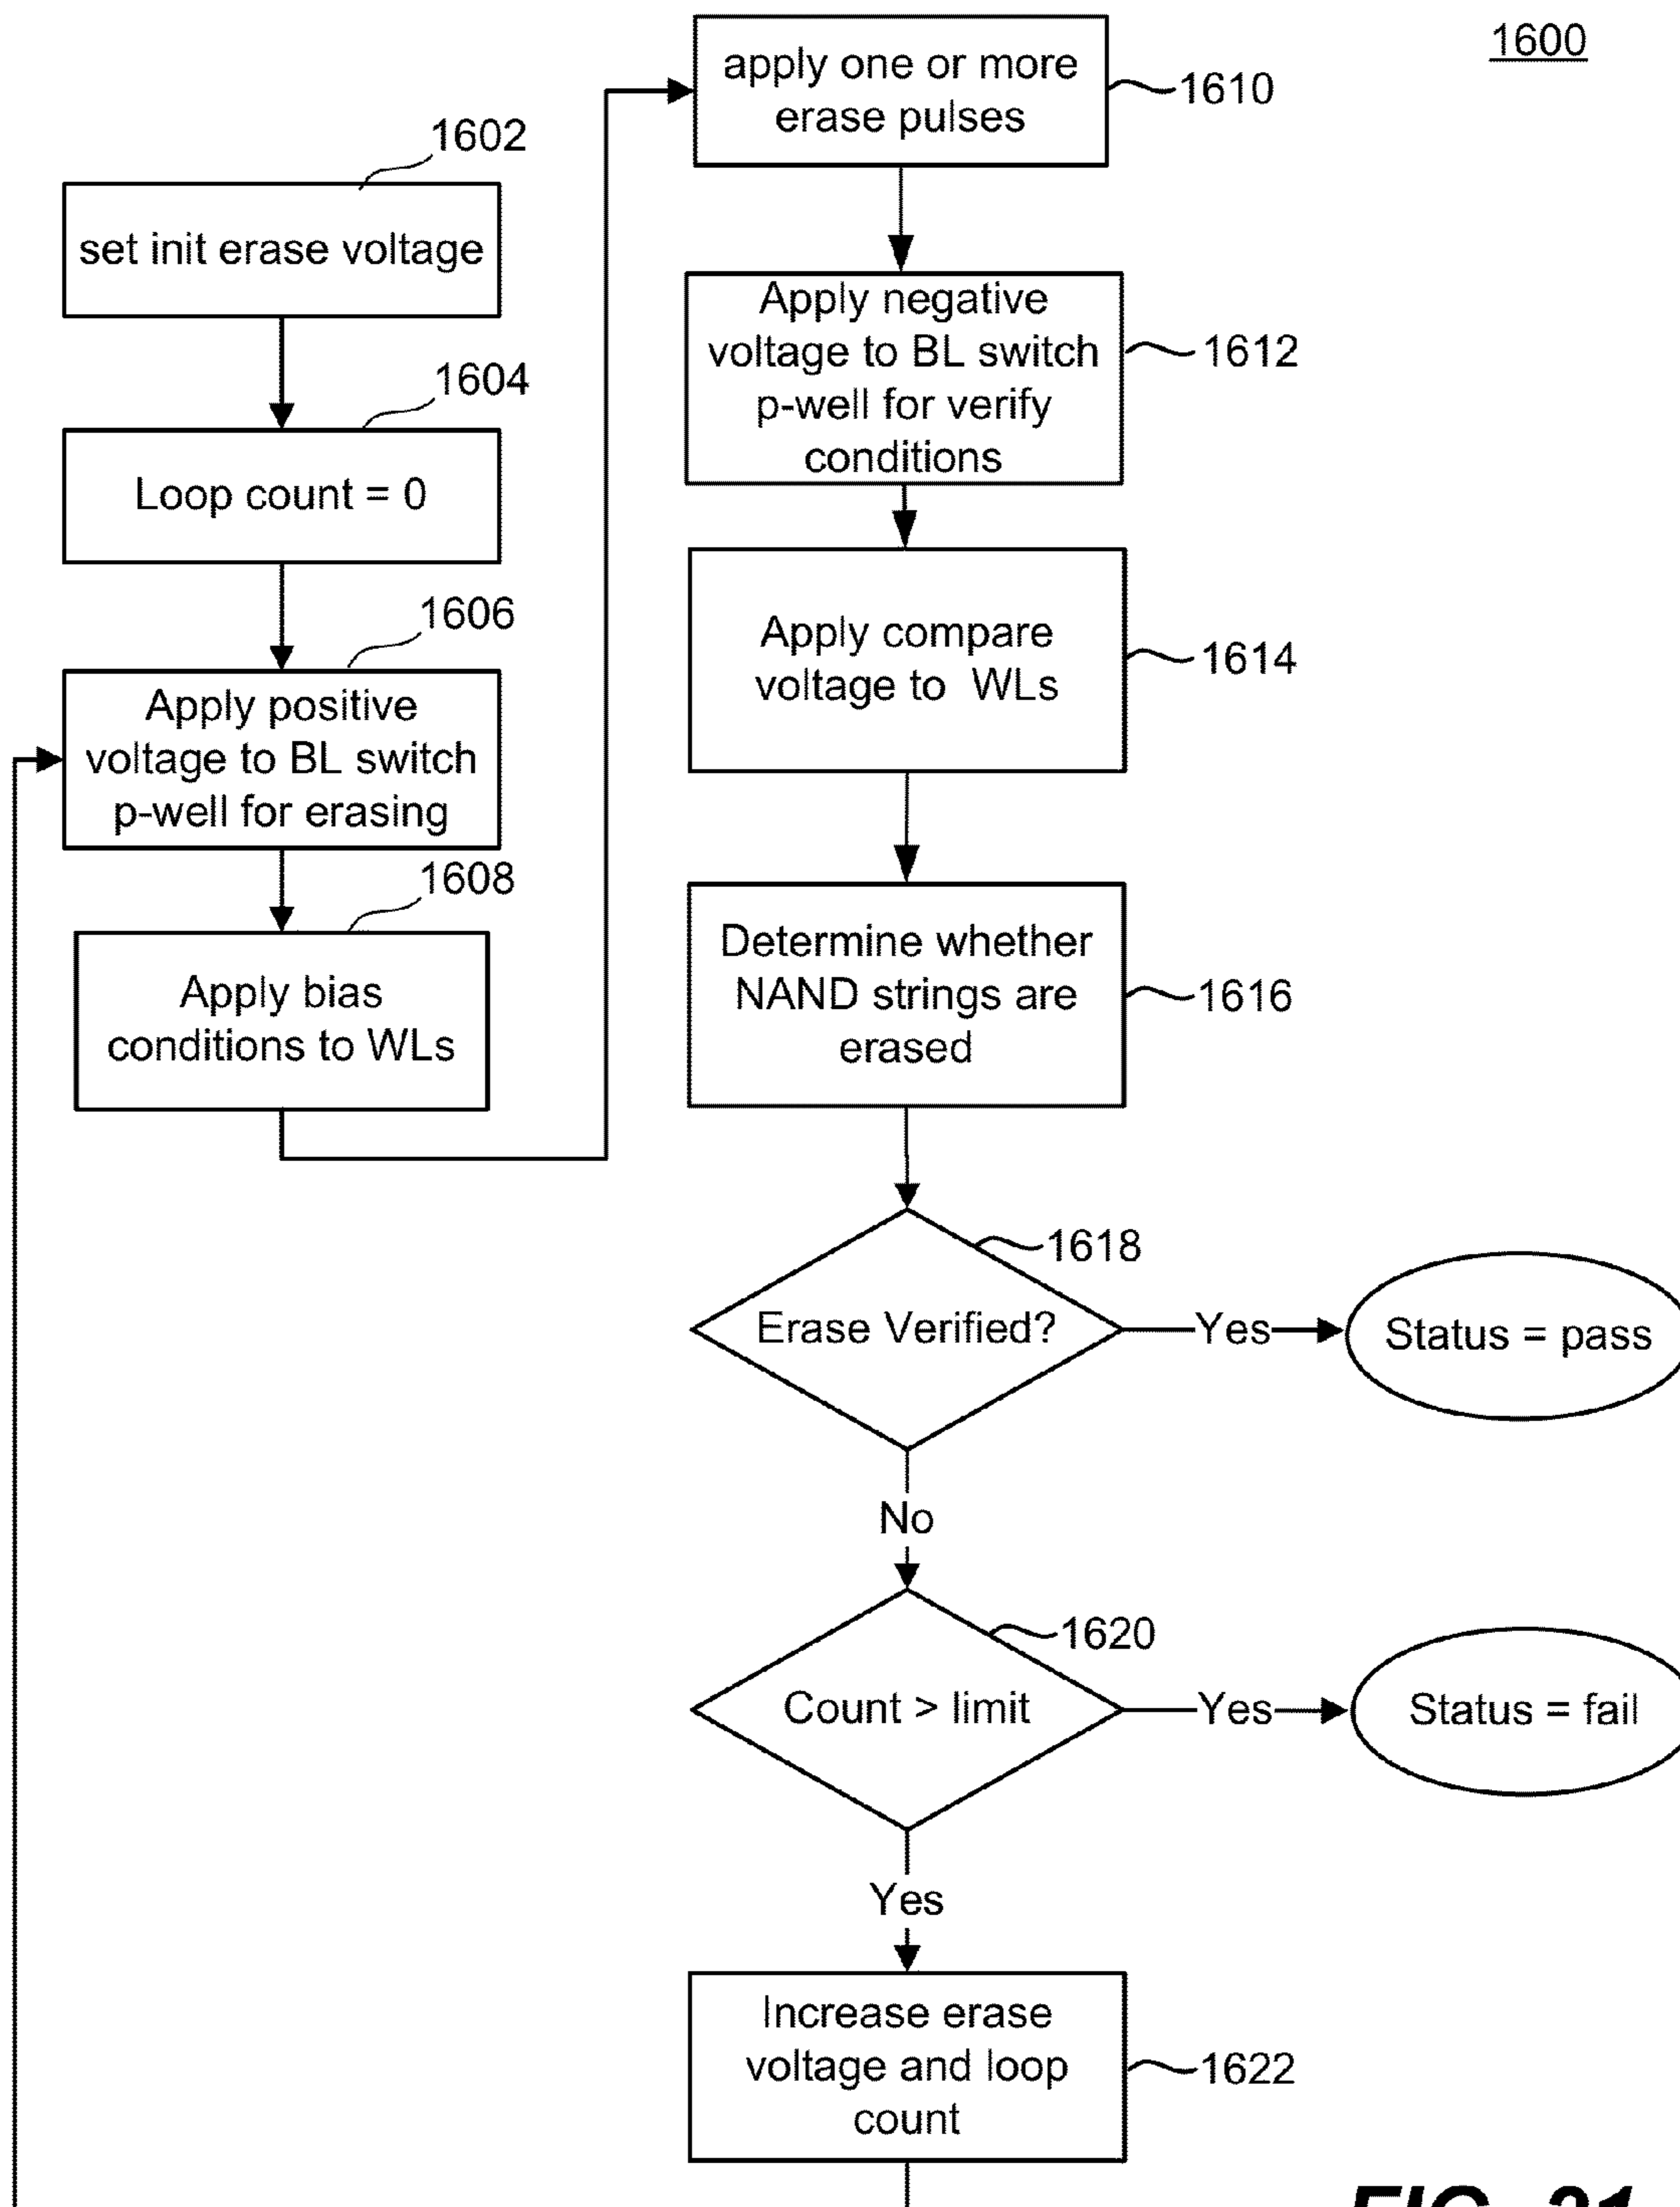 1600
1602
set init erase voltage
1604
Loop count = 0
1606
Apply positive
voltage to BL switch
p-well for erasing
1608
Apply bias
conditions to WLs
apply one or more
erase pulses
1610
Apply negative
voltage to BL switch
p-well for verify
conditions
1612
Apply compare
voltage to WLs
1614
Determine whether
NAND strings are
erased
1616
1618
Erase Verified?
Yes
Status = pass
No
1620
Count > limit
Yes
Status = fail
Yes
Increase erase
voltage and loop
count
1622